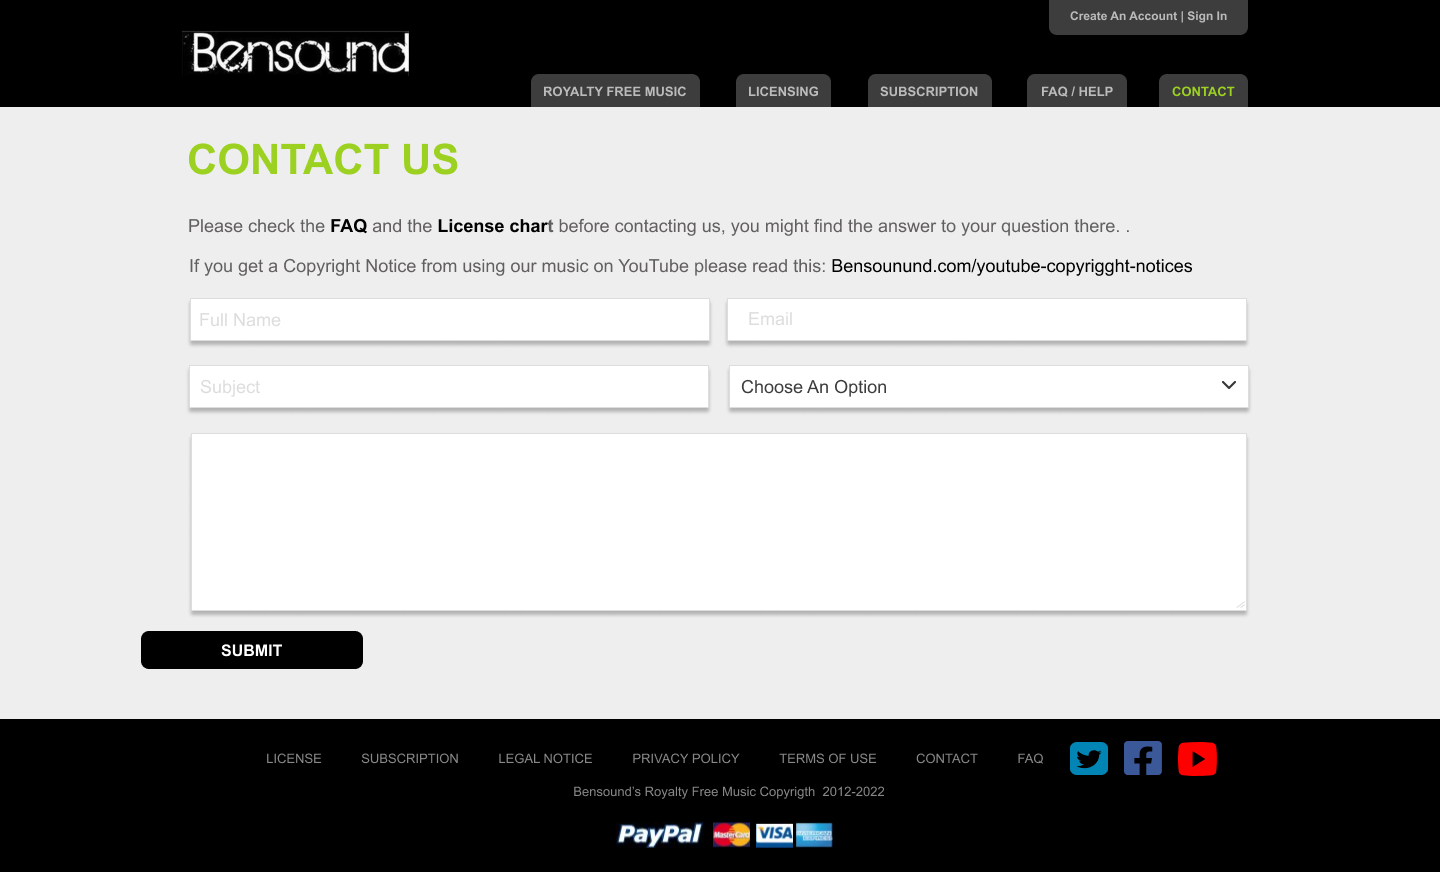 Create An Account | Sign In
Bensound
ROYALTY FREE MUSIC LICENSING SUBSCRIPTION FAQ / HELP CONTACT
CONTACT US
Please check the FAQ and the License chart before contacting us, you might find the answer to your question there. .
If you get a Copyright Notice from using our music on YouTube please read this: Bensounund.com/youtube-copyrigght-notices
Full Name Email
Subject Choose An Option
SUBMIT
LICENSE SUBSCRIPTION LEGAL NOTICE PRIVACY POLICY TERMS OF USE CONTACT FAQ
Bensound’s Royalty Free Music Copyrigth 2012-2022
PayPal MasterCard VISA AMERICAN EXPRESS